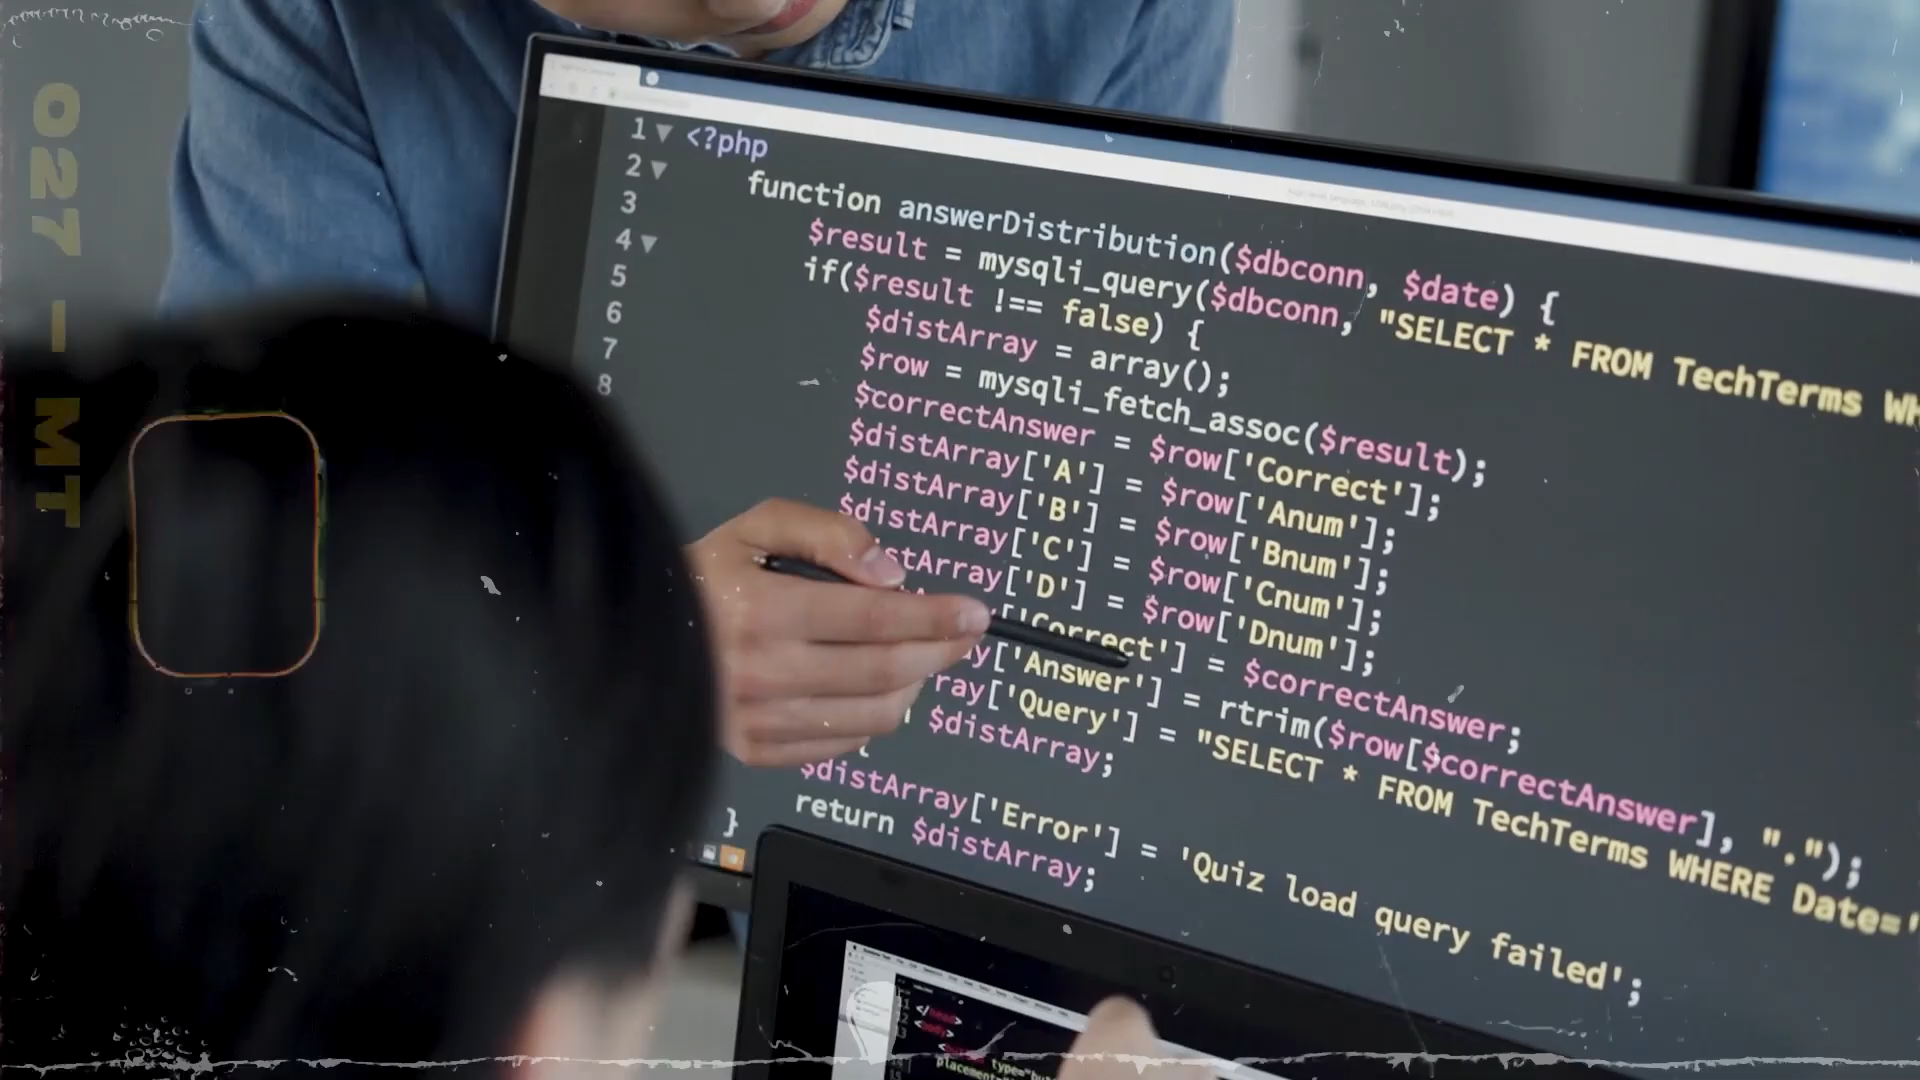 027 — MT
1 <?php
2 function answerDistribution($dbconn, $date) {
3 $result = mysqli_query($dbconn, "SELECT * FROM TechTerms
4 if($result !== false) {
5 $distArray = array();
6 $row = mysqli_fetch_assoc($result);
7 $correctAnswer = $row['Correct'];
8 $distArray['A'] = $row['Anum'];
$distArray['B'] = $row['Bnum'];
$distArray['C'] = $row['Cnum'];
['D'] = $row['Dnum'];
['Correct'] = $correctAnswer;
['Answer'] = rtrim($row[$correctAnswer], ".");
['Query'] = "SELECT * FROM TechTerms WHERE Date='
$distArray;
{
$distArray['Error'] = 'Quiz load query failed';
return $distArray;
}
</head>
<body>